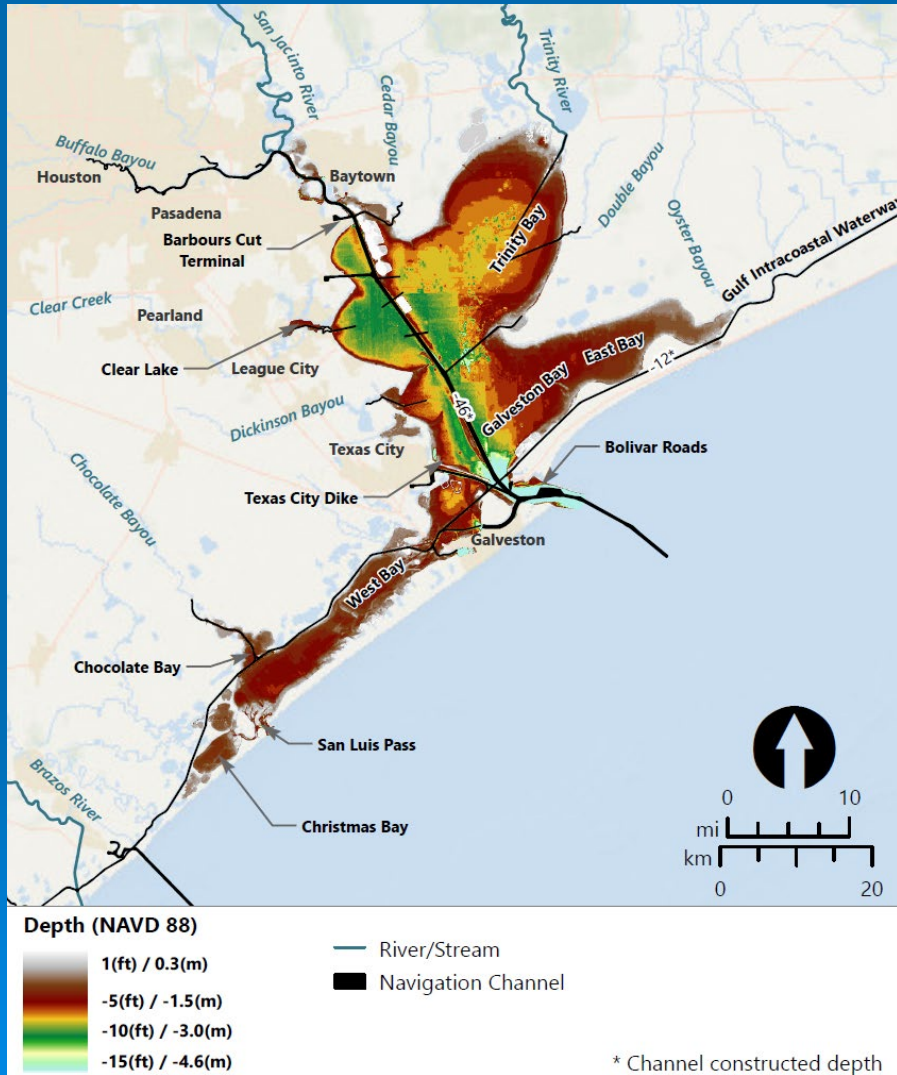 San Jacinto River
Trinity River
Cedar Bayou
Buffalo Bayou
Houston
Baytown
Pasadena
Barbours Cut
Terminal
Trinity Bay
Double Bayou
Oyster Bayou
Gulf Intracoastal Waterway
Clear Creek
Pearland
Clear Lake
League City
East Bay
-12*
-46*
Galveston Bay
Dickinson Bayou
Texas City
Bolivar Roads
Chocolate Bayou
Texas City Dike
Galveston
West Bay
Chocolate Bay
San Luis Pass
Brazos River
Christmas Bay
0 10
mi
km
0 20
Depth (NAVD 88)
1(ft) / 0.3(m)
-5(ft) / -1.5(m)
-10(ft) / -3.0(m)
-15(ft) / -4.6(m)
River/Stream
Navigation Channel
* Channel constructed depth